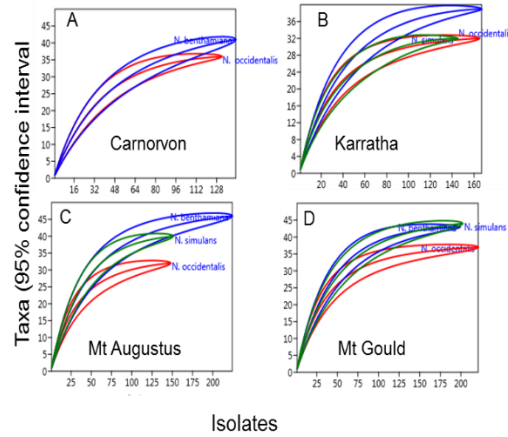 Taxa (95% confidence interval
A
40
35
30
25
20
15
10
5
0
N. benthamiana
N. occidentalis
Carnorvon
16 32 48 64 80 96 112 128
B
36
32
28
24
20
16
12
8
4
0
N. occidentalis
N. simulans
Karratha
20 40 60 80 100 120 140 160
C
45
40
35
30
25
20
15
10
5
0
N. benthamiana
N. simulans
N. occidentalis
Mt Augustus
25 50 75 100 125 150 175 200
D
45
40
35
30
25
20
15
10
5
0
N. benthamiana
N. simulans
N. occidentalis
Mt Gould
25 50 75 100 125 150 175 200
Isolates